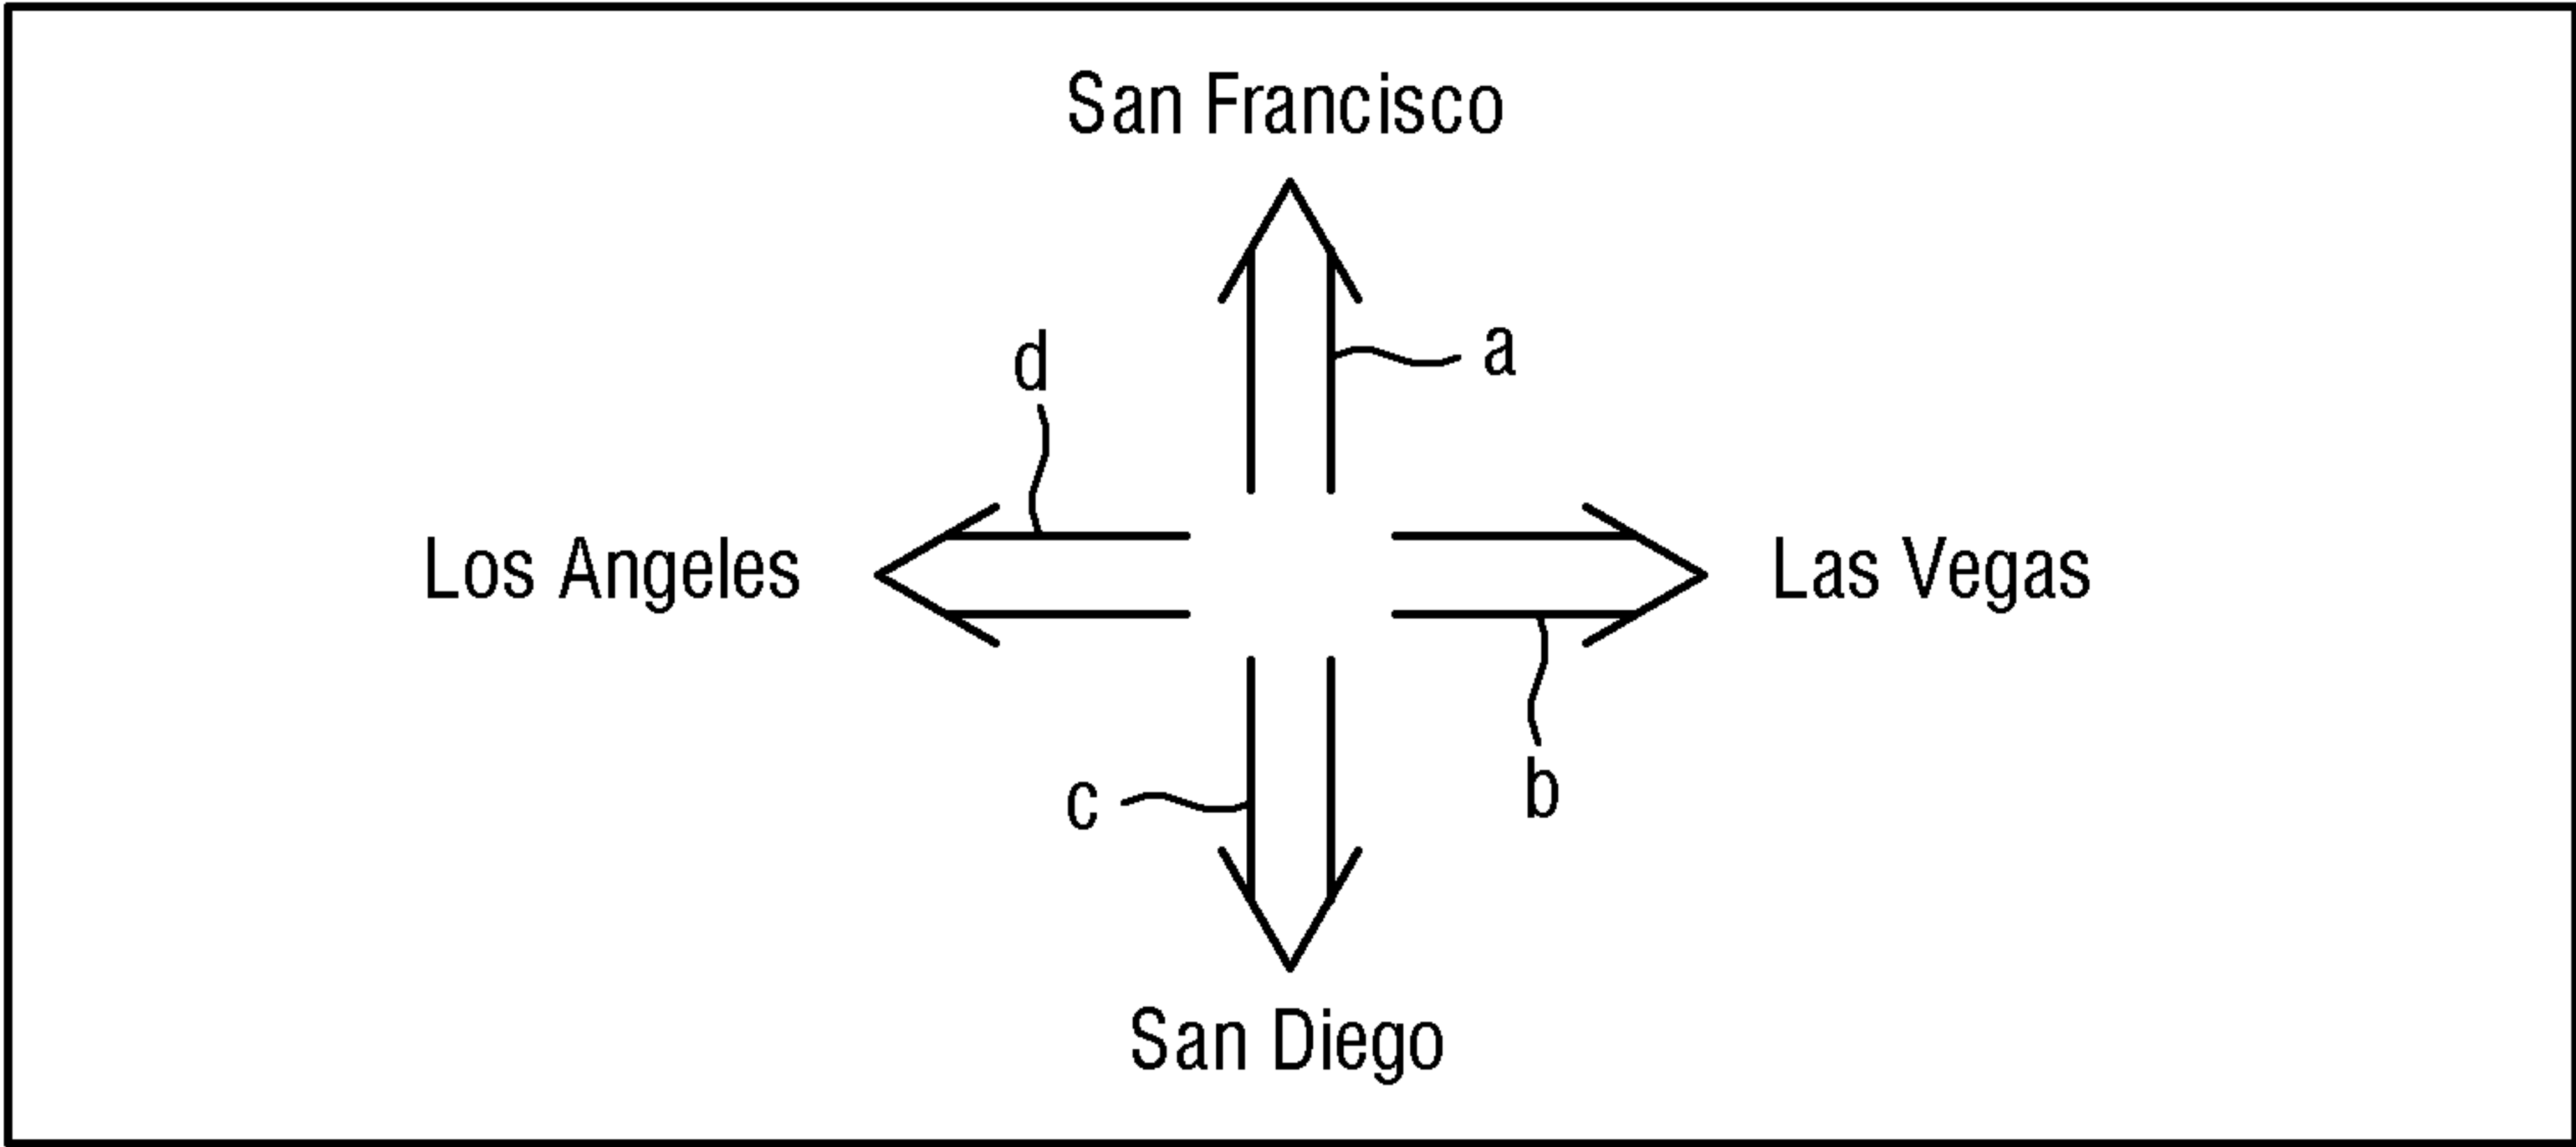 San Francisco
a
d
Los Angeles
Las Vegas
c
b
San Diego